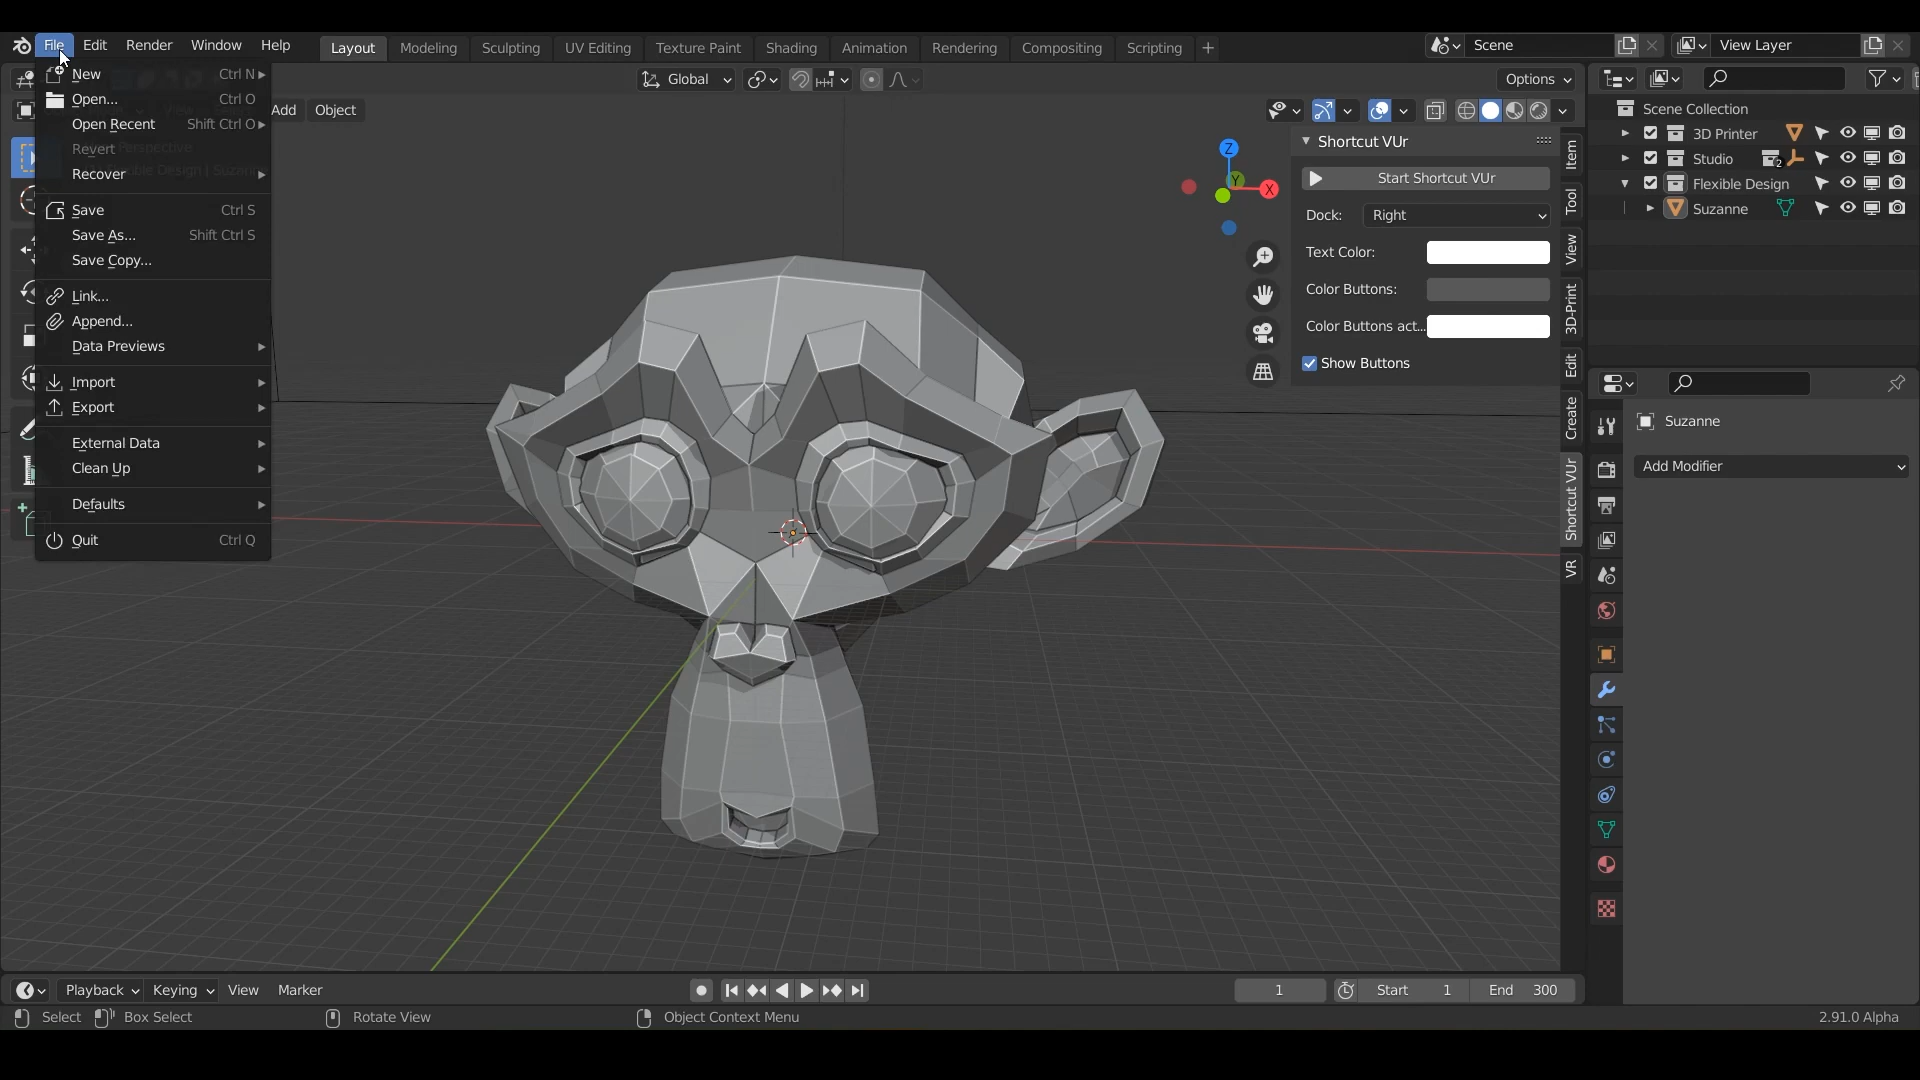 File Edit Render Window Help Layout Modeling Sculpting UV Editing Texture Paint Shading Animation Rendering Compositing Scripting + Scene View Layer
New Ctrl N
Open... Ctrl O
Open Recent Shift Ctrl O
Revert
Recover
Save Ctrl S
Save As... Shift Ctrl S
Save Copy...
Link...
Append...
Data Previews
Import
Export
External Data
Clean Up
Defaults
Quit Ctrl Q
Global
Options
Add Object
Perspective
Z
Y
X
Shortcut VUr
Start Shortcut VUr
Dock: Right
Text Color:
Color Buttons:
Color Buttons act...
Show Buttons
Item
Tool
View
3D-Print
Edit
Create
Shortcut VUr
VR
Scene Collection
3D Printer
Studio 2
Flexible Design
Suzanne
Suzanne
Add Modifier
Playback Keying View Marker 1 Start 1 End 300
Select Box Select Rotate View Object Context Menu 2.91.0 Alpha